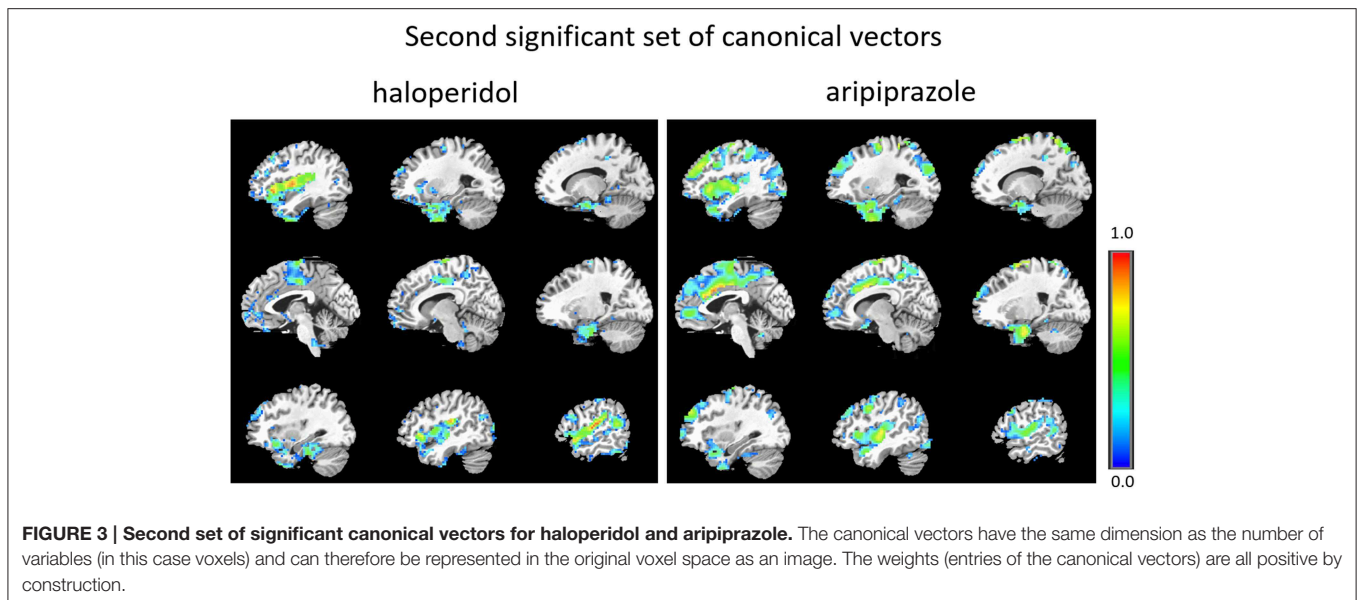 Second significant set of canonical vectors
haloperidol
aripiprazole
1.0
0.0
FIGURE 3 | Second set of significant canonical vectors for haloperidol and aripiprazole. The canonical vectors have the same dimension as the number of
variables (in this case voxels) and can therefore be represented in the original voxel space as an image. The weights (entries of the canonical vectors) are all positive by
construction.